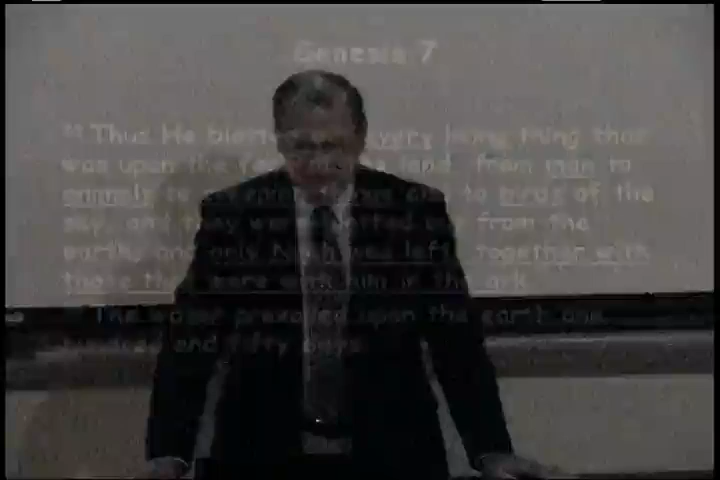 Genesis 7
23 Thus He blotted out every living thing that
was upon the face of the land, from man to
animals to creeping things and to birds of the
sky, and they were blotted out from the
earth; and only Noah was left, together with
those that were with him in the ark.
The water prevailed upon the earth one
hundred and fifty days.